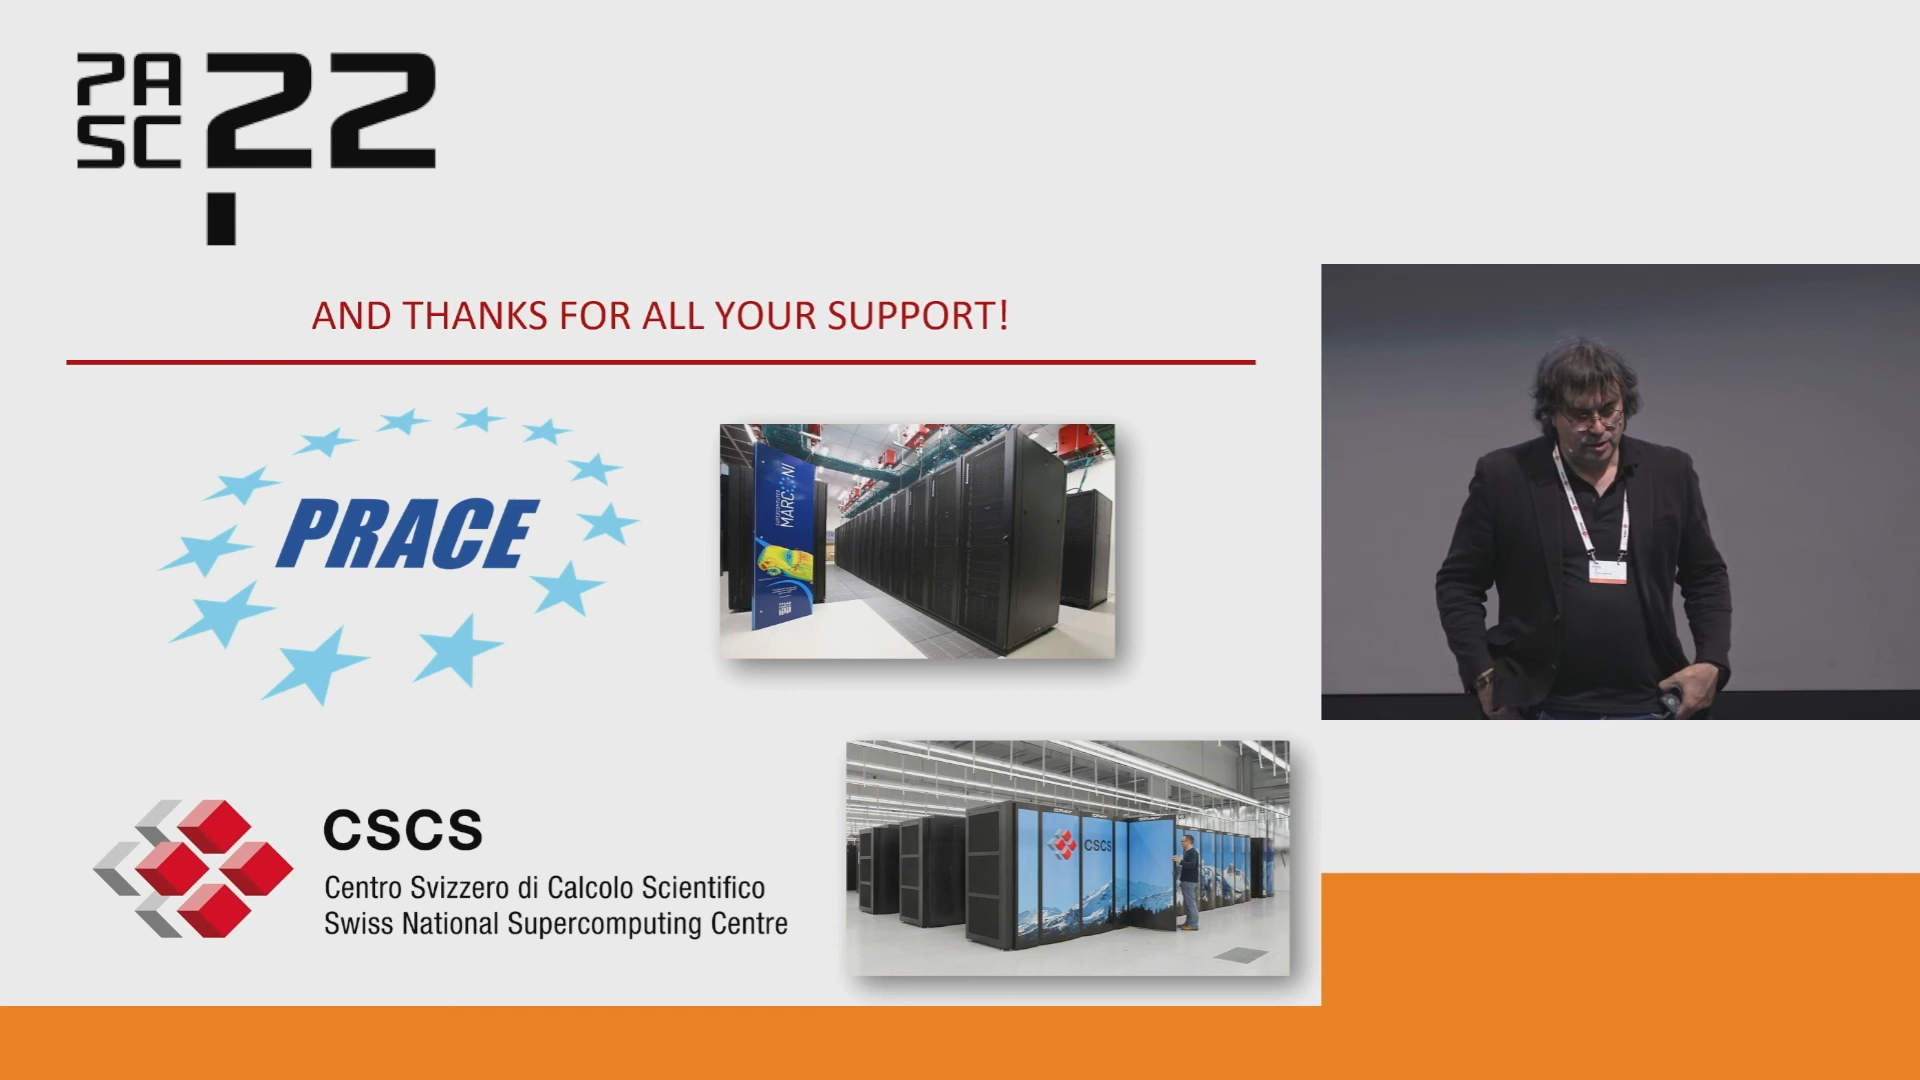 PA
SC
22
AND THANKS FOR ALL YOUR SUPPORT!
PRACE
SUPERCOMPUTER
MARCONI
CSCS
Centro Svizzero di Calcolo Scientifico
Swiss National Supercomputing Centre
CSCS